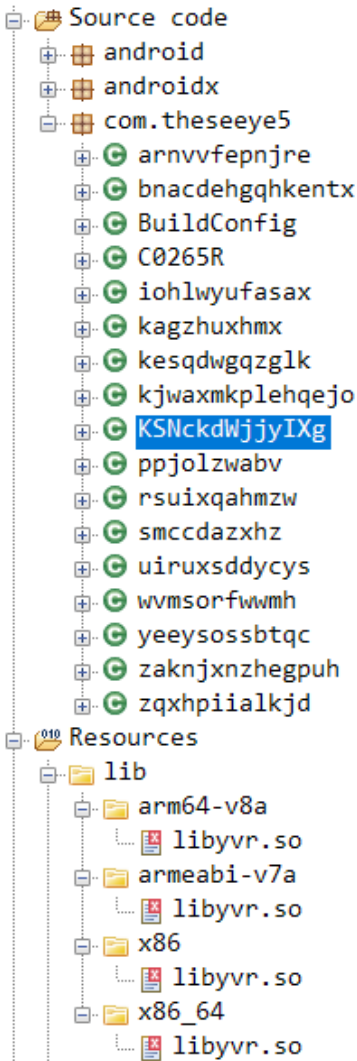 Source code
android
androidx
com.theseeye5
arnvvfepnjre
bnacdehgqhkentx
BuildConfig
C0265R
iohlwyufasax
kagzhuxhmx
kesqdwgqzglk
kjwaxmkplehqejo
KSNckdWjjyIXg
ppjolzwabv
rsuixqahmzw
smccdazxhz
uiruxsddycys
wvmsorfwwmh
yeeysossbtqc
zaknjxnzhegpuh
zqxhpiialkjd
Resources
lib
arm64-v8a
libyvr.so
armeabi-v7a
libyvr.so
x86
libyvr.so
x86_64
libyvr.so